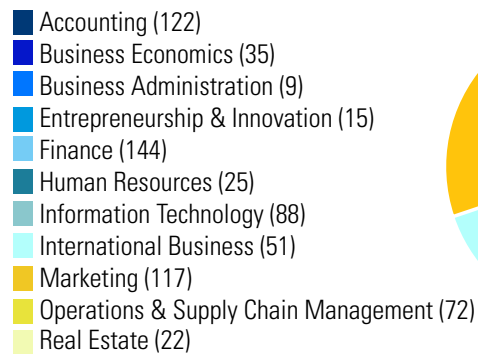 Accounting (122)
Business Economics (35)
Business Administration (9)
Entrepreneurship & Innovation (15)
Finance (144)
Human Resources (25)
Information Technology (88)
International Business (51)
Marketing (117)
Operations & Supply Chain Management (72)
Real Estate (22)